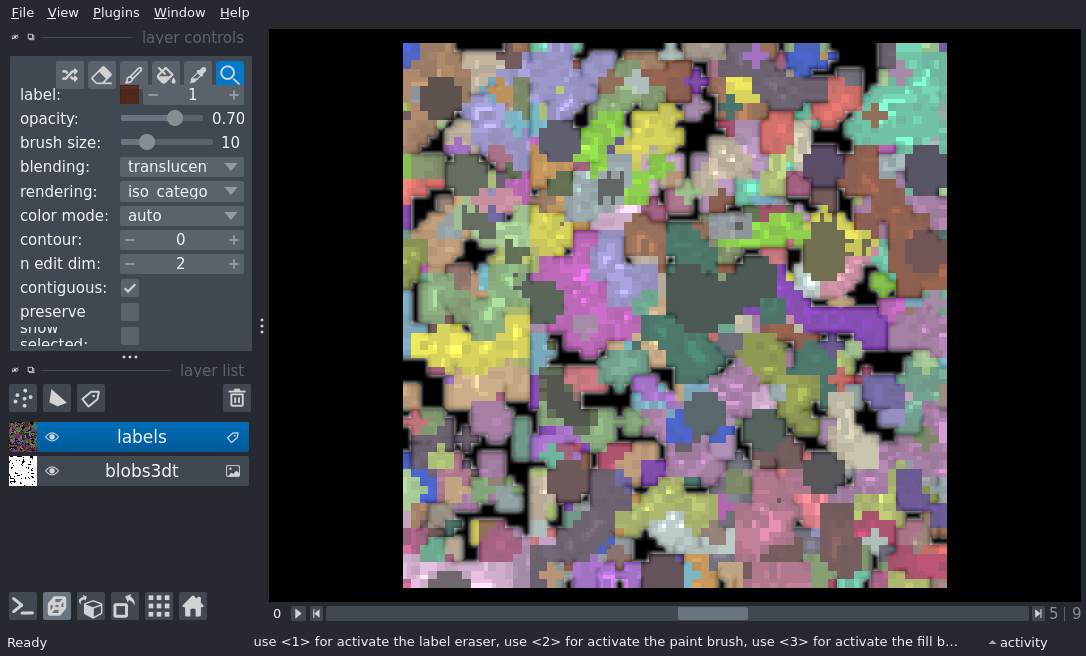 File View Plugins Window Help
layer controls
label: 1
opacity: 0.70
brush size: 10
blending: translucen
rendering: iso catego
color mode: auto
contour: 0
n edit dim: 2
contiguous:
preserve
show
selected:
layer list
labels
blobs3dt
0 5 | 9
Ready use <1> for activate the label eraser, use <2> for activate the paint brush, use <3> for activate the fill b... activity